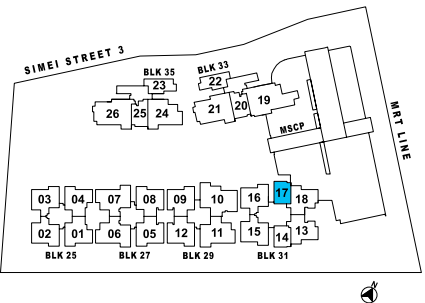 SIMEI STREET 3
BLK 35
BLK 33
23
22
26
25
24
21
20
19
MSCP
MRT LINE
17
03
04
07
08
09
10
16
18
02
01
06
05
12
11
15
14
13
BLK 25
BLK 27
BLK 29
BLK 31
N